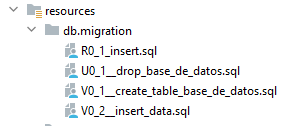 resources
db.migration
R0_1_insert.sql
U0_1__drop_base_de_datos.sql
V0_1__create_table_base_de_datos.sql
V0_2__insert_data.sql